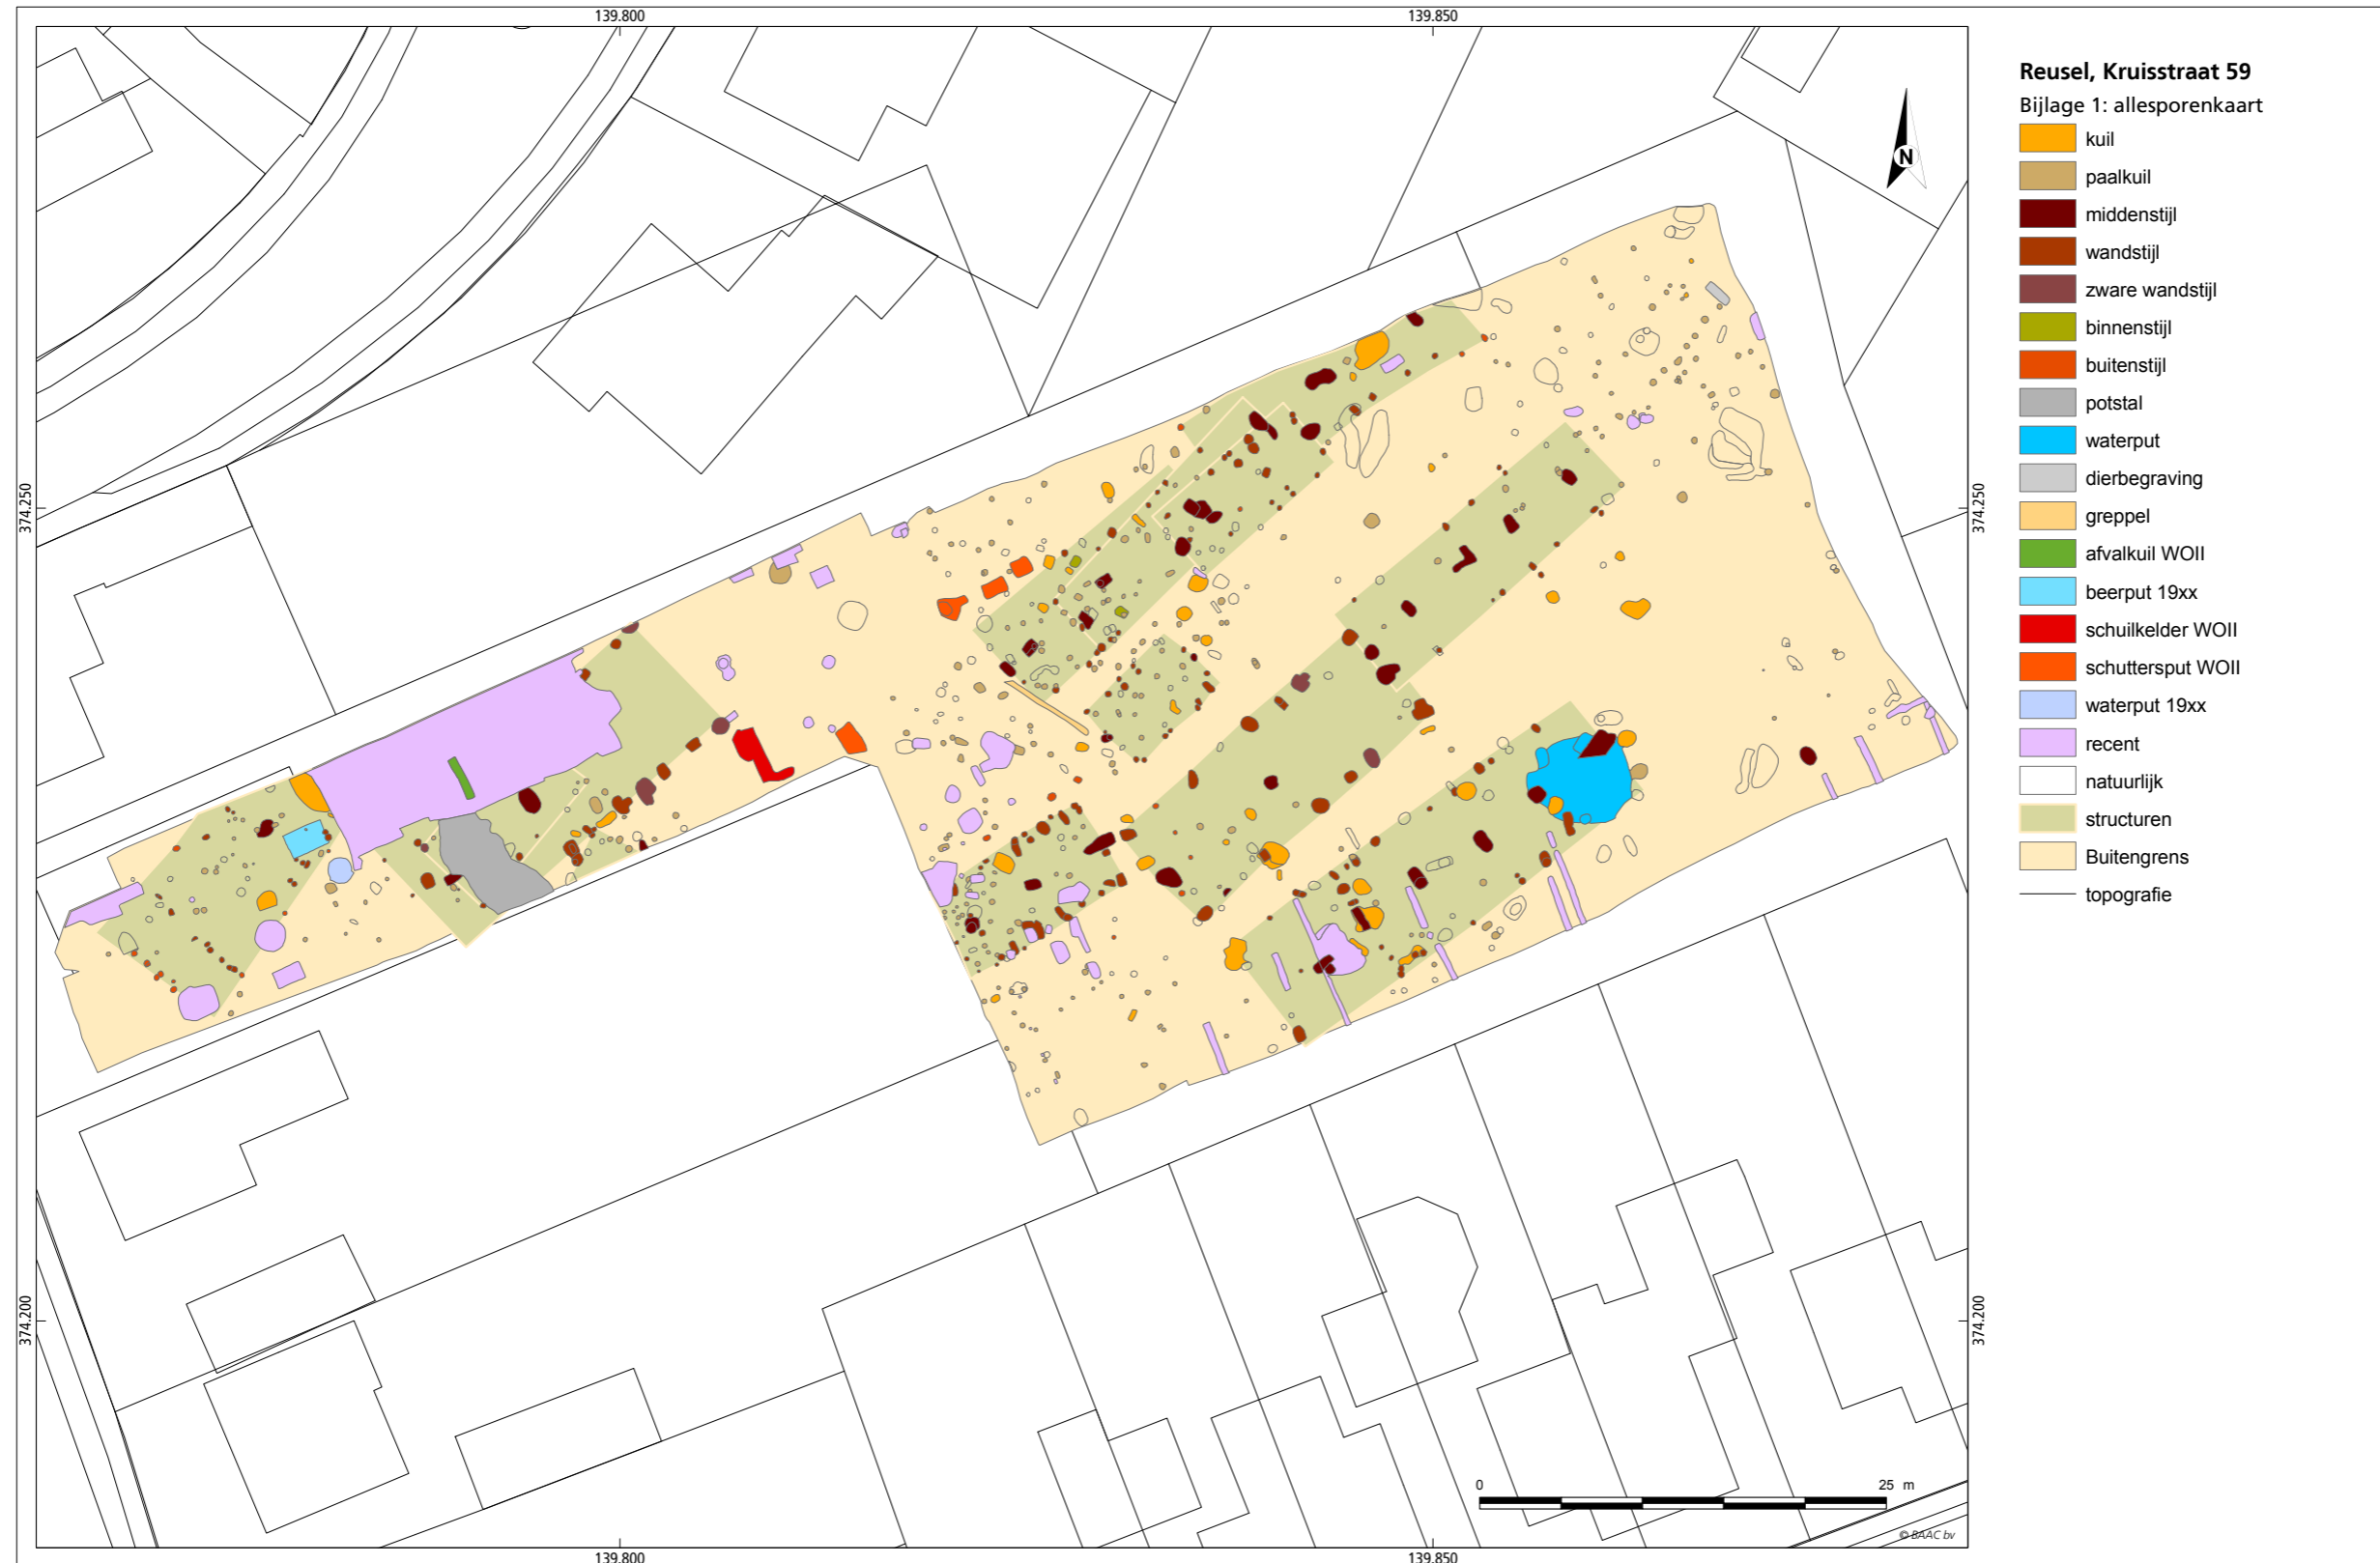 139.800
139.850
374.250
374.250
374.200
374.200
139.800
139.850
N
0
25 m
© BAAC bv
Reusel, Kruisstraat 59
Bijlage 1: allesporenkaart
kuil
paalkuil
middenstijl
wandstijl
zware wandstijl
binnenstijl
buitenstijl
potstal
waterput
dierbegraving
greppel
afvalkuil WOII
beerput 19xx
schuilkelder WOII
schuttersput WOII
waterput 19xx
recent
natuurlijk
structuren
Buitengrens
topografie